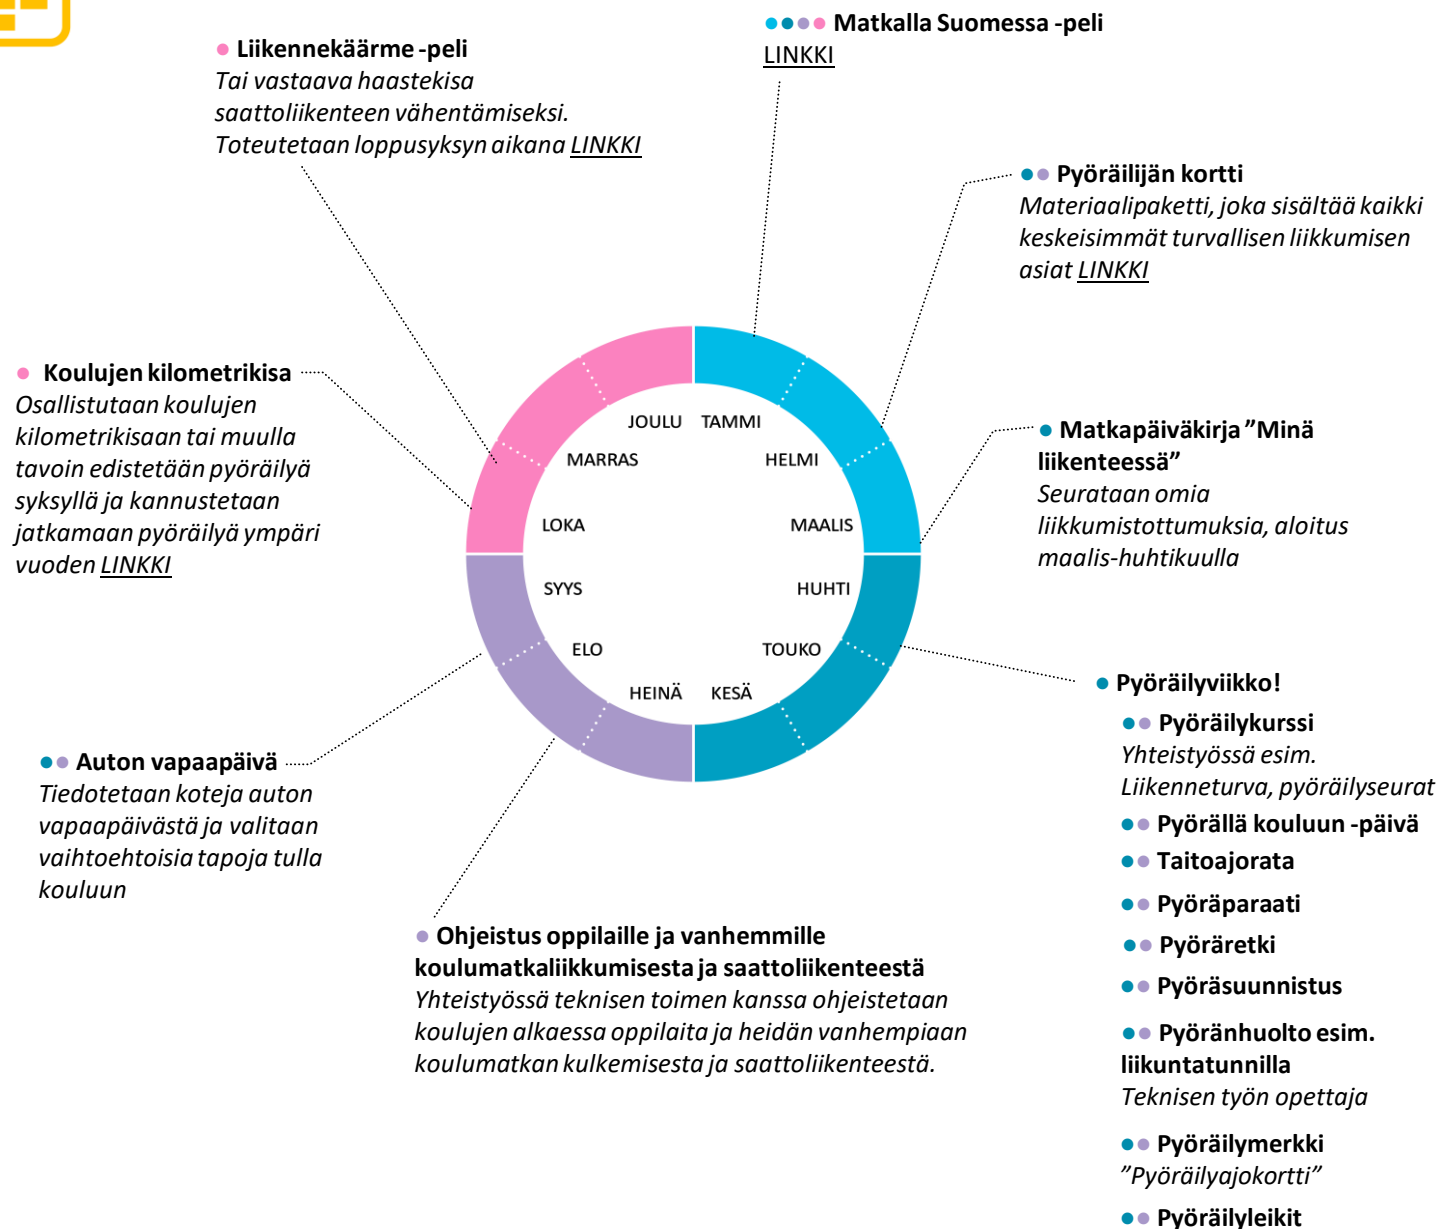 ● Liikennekäärme -peli
Tai vastaava haastekisa
saattoliikenteen vähentämiseksi.
Toteutetaan loppusyksyn aikana LINKKI
●●●● Matkalla Suomessa -peli
LINKKI
●● Pyöräilijän kortti
Materiaalipaketti, joka sisältää kaikki
keskeisimmät turvallisen liikkumisen
asiat LINKKI
● Koulujen kilometrikisa
Osallistutaan koulujen
kilometrikisaan tai muulla
tavoin edistetään pyöräilyä
syksyllä ja kannustetaan
jatkamaan pyöräilyä ympäri
vuoden LINKKI
● Matkapäiväkirja ”Minä
liikenteessä”
Seurataan omia
liikkumistottumuksia, aloitus
maalis-huhtikuulla
JOULU TAMMI
MARRAS HELMI
LOKA MAALIS
SYYS HUHTI
ELO TOUKO
HEINÄ KESÄ
●● Auton vapaapäivä
Tiedotetaan koteja auton
vapaapäivästä ja valitaan
vaihtoehtoisia tapoja tulla
kouluun
● Ohjeistus oppilaille ja vanhemmille
koulumatkaliikkumisesta ja saattoliikenteestä
Yhteistyössä teknisen toimen kanssa ohjeistetaan
koulujen alkaessa oppilaita ja heidän vanhempiaan
koulumatkan kulkemisesta ja saattoliikenteestä.
● Pyöräilyviikko!
●● Pyöräilykurssi
Yhteistyössä esim.
Liikenneturva, pyöräilyseurat
●● Pyörällä kouluun -päivä
●● Taitoajorata
●● Pyöräparaati
●● Pyöräretki
●● Pyöräsuunnistus
●● Pyöränhuolto esim.
liikuntatunnilla
Teknisen työn opettaja
●● Pyöräilymerkki
”Pyöräilyajokortti”
●● Pyöräilyleikit